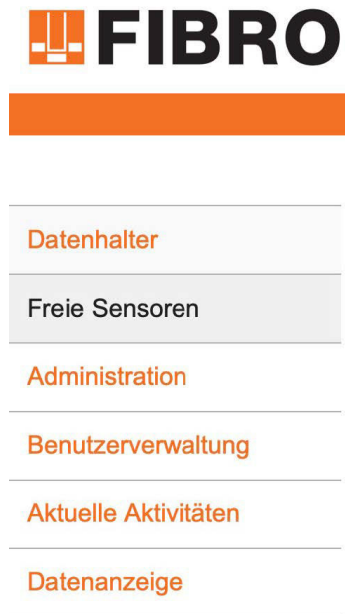 FIBRO
Datenhalter
Freie Sensoren
Administration
Benutzerverwaltung
Aktuelle Aktivitäten
Datenanzeige